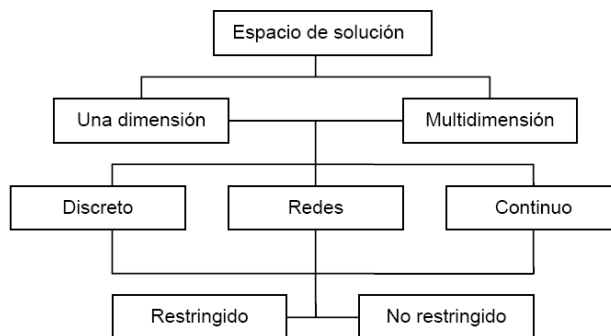 Espacio de solución
Una dimensión
Multidimensión
Discreto
Redes
Continuo
Restringido
No restringido